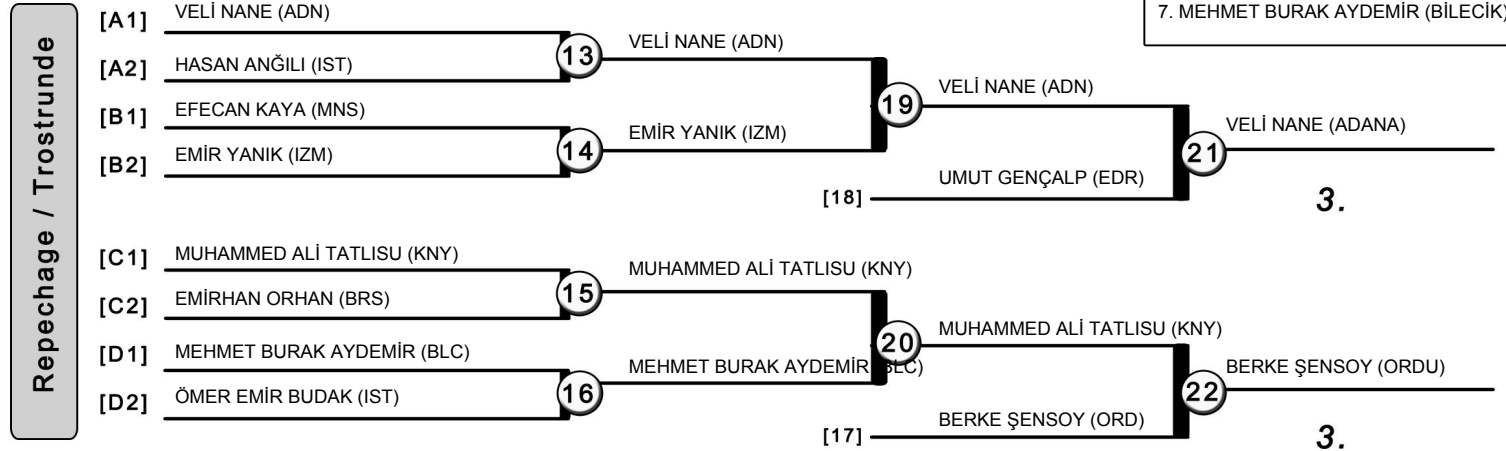 7. MEHMET BURAK AYDEMİR (BİLECİK)
Repechage / Trostrunde
[A1] VELİ NANE (ADN)
[A2] HASAN ANĞILI (IST)
13
VELİ NANE (ADN)
[B1] EFECAN KAYA (MNS)
[B2] EMİR YANIK (IZM)
14
EMİR YANIK (IZM)
19
VELİ NANE (ADN)
[18] UMUT GENÇALP (EDR)
21
VELİ NANE (ADANA)
3.
[C1] MUHAMMED ALİ TATLISU (KNY)
[C2] EMİRHAN ORHAN (BRS)
15
MUHAMMED ALİ TATLISU (KNY)
[D1] MEHMET BURAK AYDEMİR (BLC)
[D2] ÖMER EMİR BUDAK (IST)
16
MEHMET BURAK AYDEMİR (BLC)
20
MUHAMMED ALİ TATLISU (KNY)
[17] BERKE ŞENSOY (ORD)
22
BERKE ŞENSOY (ORDU)
3.